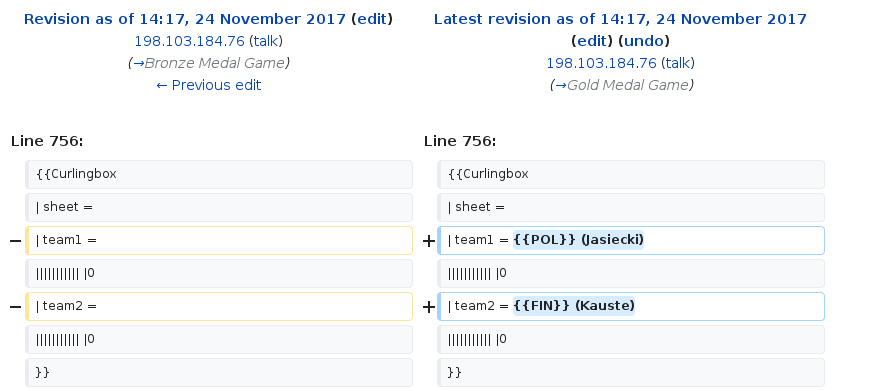 Revision as of 14:17, 24 November 2017 (edit)
198.103.184.76 (talk)
(→Bronze Medal Game)
← Previous edit
Latest revision as of 14:17, 24 November 2017
(edit) (undo)
198.103.184.76 (talk)
(→Gold Medal Game)
Line 756:
Line 756:
{{Curlingbox
{{Curlingbox
| sheet =
| sheet =
− | team1 =
+ | team1 = {{POL}} (Jasiecki)
||||||||||| |0
||||||||||| |0
− | team2 =
+ | team2 = {{FIN}} (Kauste)
||||||||||| |0
||||||||||| |0
}}
}}